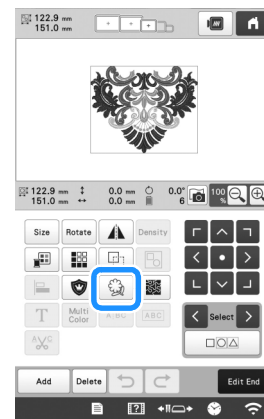 122.9 mm
151.0 mm
122.9 mm 0.0 mm 0.0° 100 %
151.0 mm 0.0 mm 6
Size Rotate Density
T Multi Color ABC ABC
Select
Add Delete Edit End